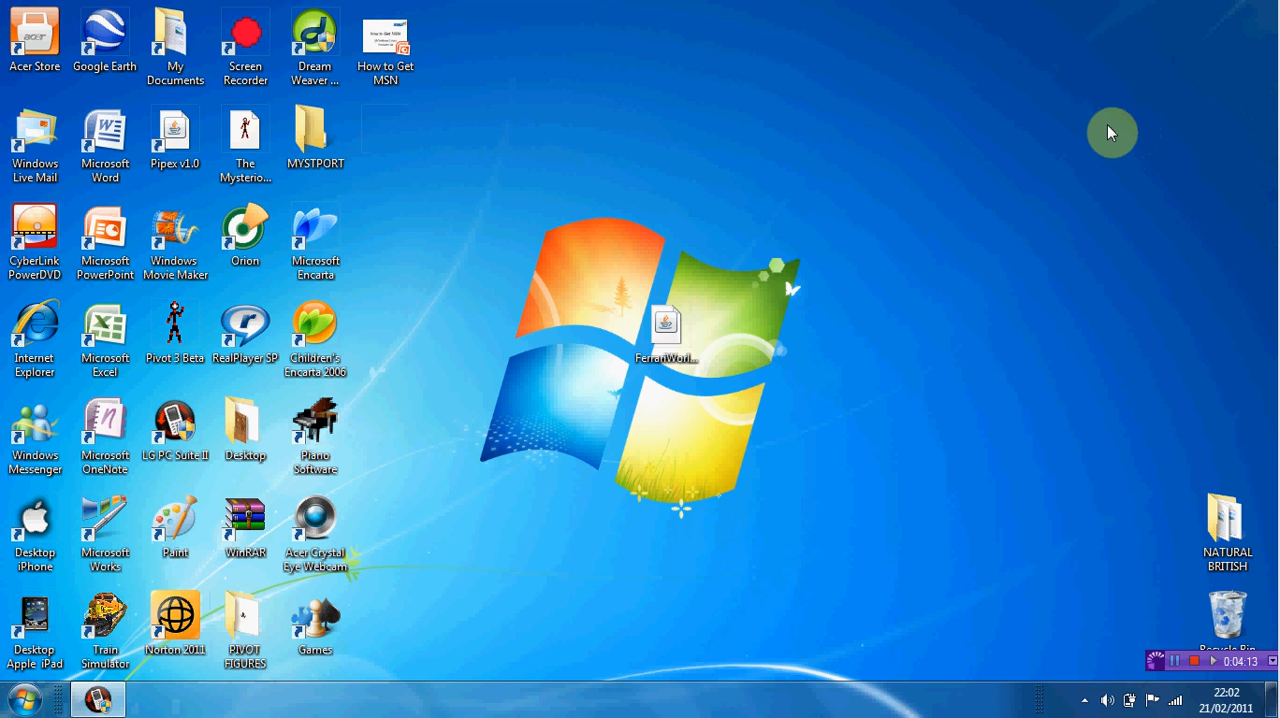 Acer Store
Google Earth
My
Documents
Screen
Recorder
Dream
Weaver ...
How to Get
MSN
Windows
Live Mail
Microsoft
Word
Pipex v1.0
The
Mysterio...
MYSTPORT
CyberLink
PowerDVD
Microsoft
PowerPoint
Windows
Movie Maker
Orion
Microsoft
Encarta
Internet
Explorer
Microsoft
Excel
Pivot 3 Beta
RealPlayer SP
Children's
Encarta 2006
FerrariWorl...
Windows
Messenger
Microsoft
OneNote
LG PC Suite II
Desktop
Piano
Software
Desktop
iPhone
Microsoft
Works
Paint
WinRAR
Acer Crystal
Eye Webcam
NATURAL
BRITISH
Desktop
Apple iPad
Train
Simulator
Norton 2011
PIVOT
FIGURES
Games
Recycle Bin
0:04:13
22:02
21/02/2011